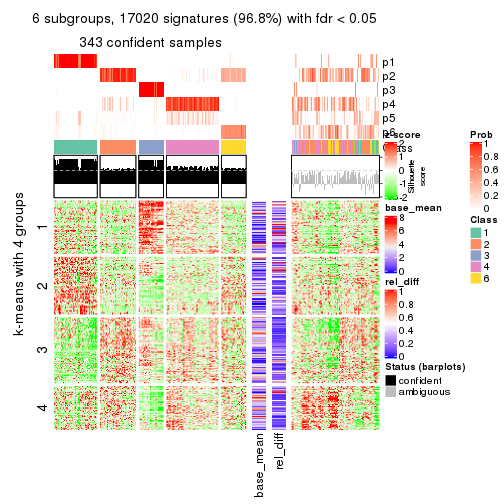 6 subgroups, 17020 signatures (96.8%) with fdr < 0.05
343 confident samples
p1
p2
p3
p4
p5
p6
z_score
2
1
0
-1
-2
Class
Silhouette
score
Prob
1
0.8
0.6
0.4
0.2
0
Class
1
2
3
4
6
base_mean
8
6
4
2
0
rel_diff
1
0.8
0.6
0.4
0.2
0
Status (barplots)
confident
ambiguous
k-means with 4 groups
1
2
3
4
base_mean
rel_diff